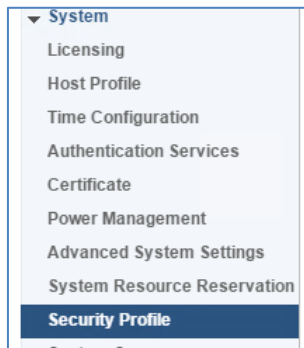 System
Licensing
Host Profile
Time Configuration
Authentication Services
Certificate
Power Management
Advanced System Settings
System Resource Reservation
Security Profile